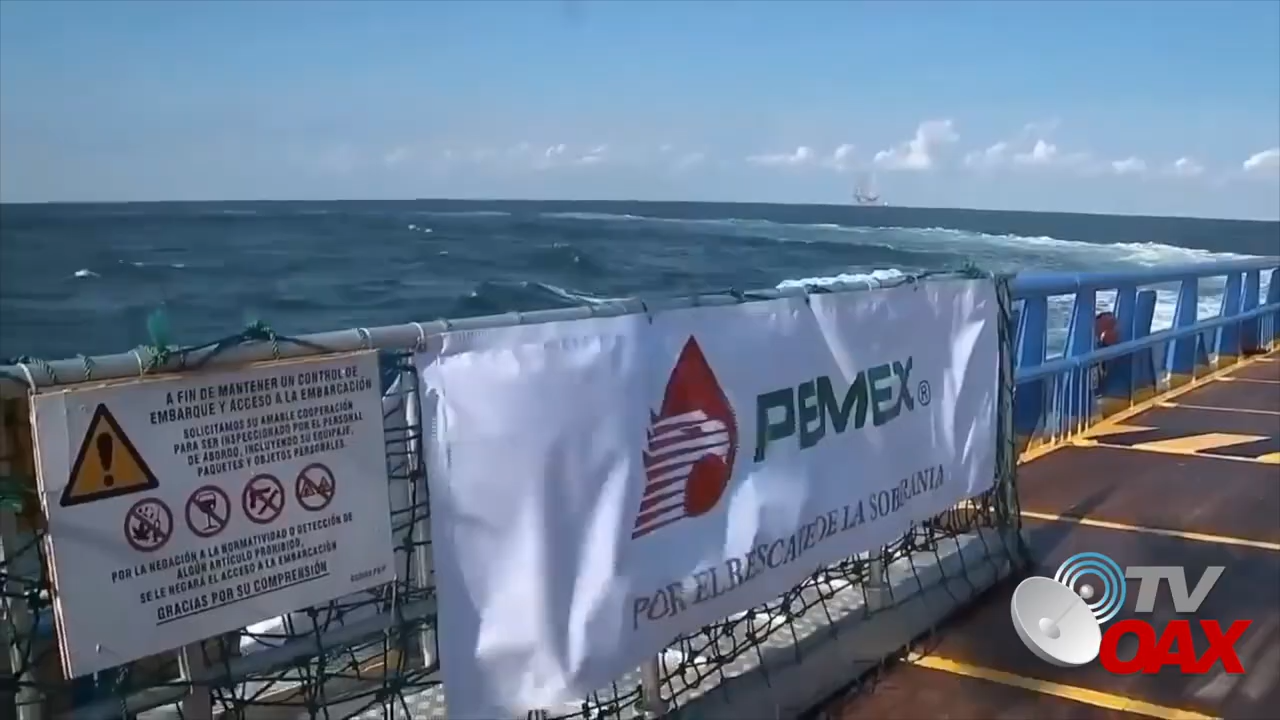 A FIN DE MANTENER UN CONTROL DE
EMBARQUE Y ACCESO A LA EMBARCACIÓN
SOLICITAMOS SU AMABLE COOPERACIÓN
PARA SER INSPECCIONADO POR EL PERSONAL
DE ABORDO, INCLUYENDO SU EQUIPAJE,
PAQUETES Y OBJETOS PERSONALES.
POR LA NEGACIÓN A LA NORMATIVIDAD O DETECCIÓN DE
ALGÚN ARTÍCULO PROHIBIDO,
SE LE NEGARÁ EL ACCESO A LA EMBARCACIÓN
GRACIAS POR SU COMPRENSIÓN
PEMEX®
POR EL RESCATE DE LA SOBERANIA
TV
OAX